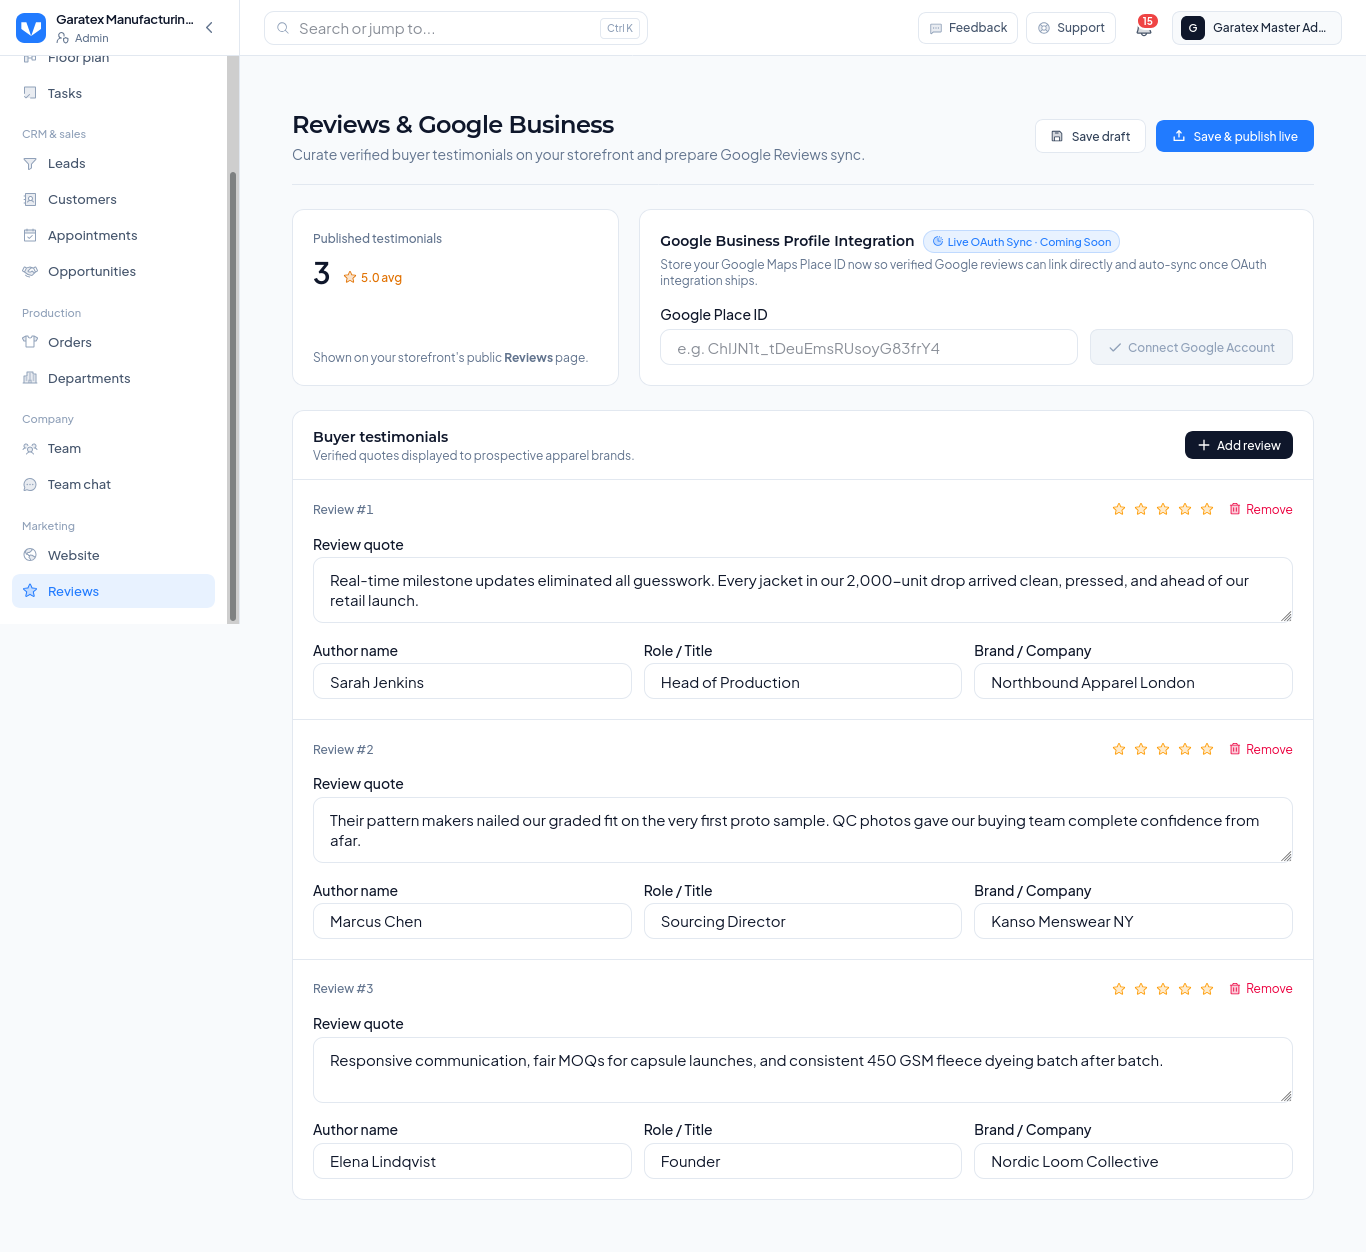 Garatex Manufacturin...
Admin
Search or jump to...
Ctrl K
Feedback
Support
15
G
Garatex Master Ad...
Floor plan
Tasks
CRM & sales
Leads
Customers
Appointments
Opportunities
Production
Orders
Departments
Company
Team
Team chat
Marketing
Website
Reviews
Reviews & Google Business
Curate verified buyer testimonials on your storefront and prepare Google Reviews sync.
Save draft
Save & publish live
Published testimonials
3
5.0 avg
Shown on your storefront's public Reviews page.
Google Business Profile Integration
Live OAuth Sync · Coming Soon
Store your Google Maps Place ID now so verified Google reviews can link directly and auto-sync once OAuth
integration ships.
Google Place ID
e.g. ChIJN1t_tDeuEmsRUsoyG83frY4
Connect Google Account
Buyer testimonials
Verified quotes displayed to prospective apparel brands.
Add review
Review #1
Remove
Review quote
Real-time milestone updates eliminated all guesswork. Every jacket in our 2,000-unit drop arrived clean, pressed, and ahead of our
retail launch.
Author name
Role / Title
Brand / Company
Sarah Jenkins
Head of Production
Northbound Apparel London
Review #2
Remove
Review quote
Their pattern makers nailed our graded fit on the very first proto sample. QC photos gave our buying team complete confidence from
afar.
Author name
Role / Title
Brand / Company
Marcus Chen
Sourcing Director
Kanso Menswear NY
Review #3
Remove
Review quote
Responsive communication, fair MOQs for capsule launches, and consistent 450 GSM fleece dyeing batch after batch.
Author name
Role / Title
Brand / Company
Elena Lindqvist
Founder
Nordic Loom Collective